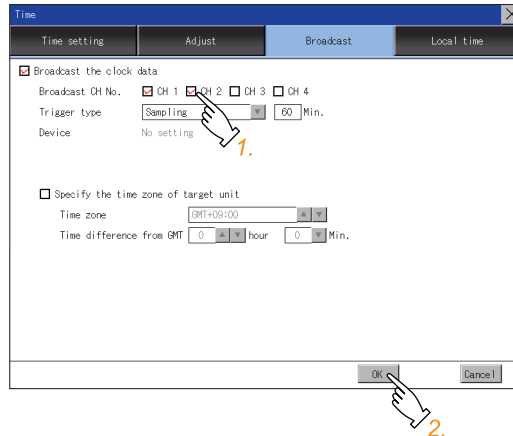 Time
Time setting Adjust Broadcast Local time
Broadcast the clock data
Broadcast CH No. CH 1 CH 2 CH 3 CH 4
Trigger type Sampling 60 Min.
Device No setting
1.
Specify the time zone of target unit
Time zone GMT+09:00
Time difference from GMT 0 hour 0 Min.
OK Cancel
2.